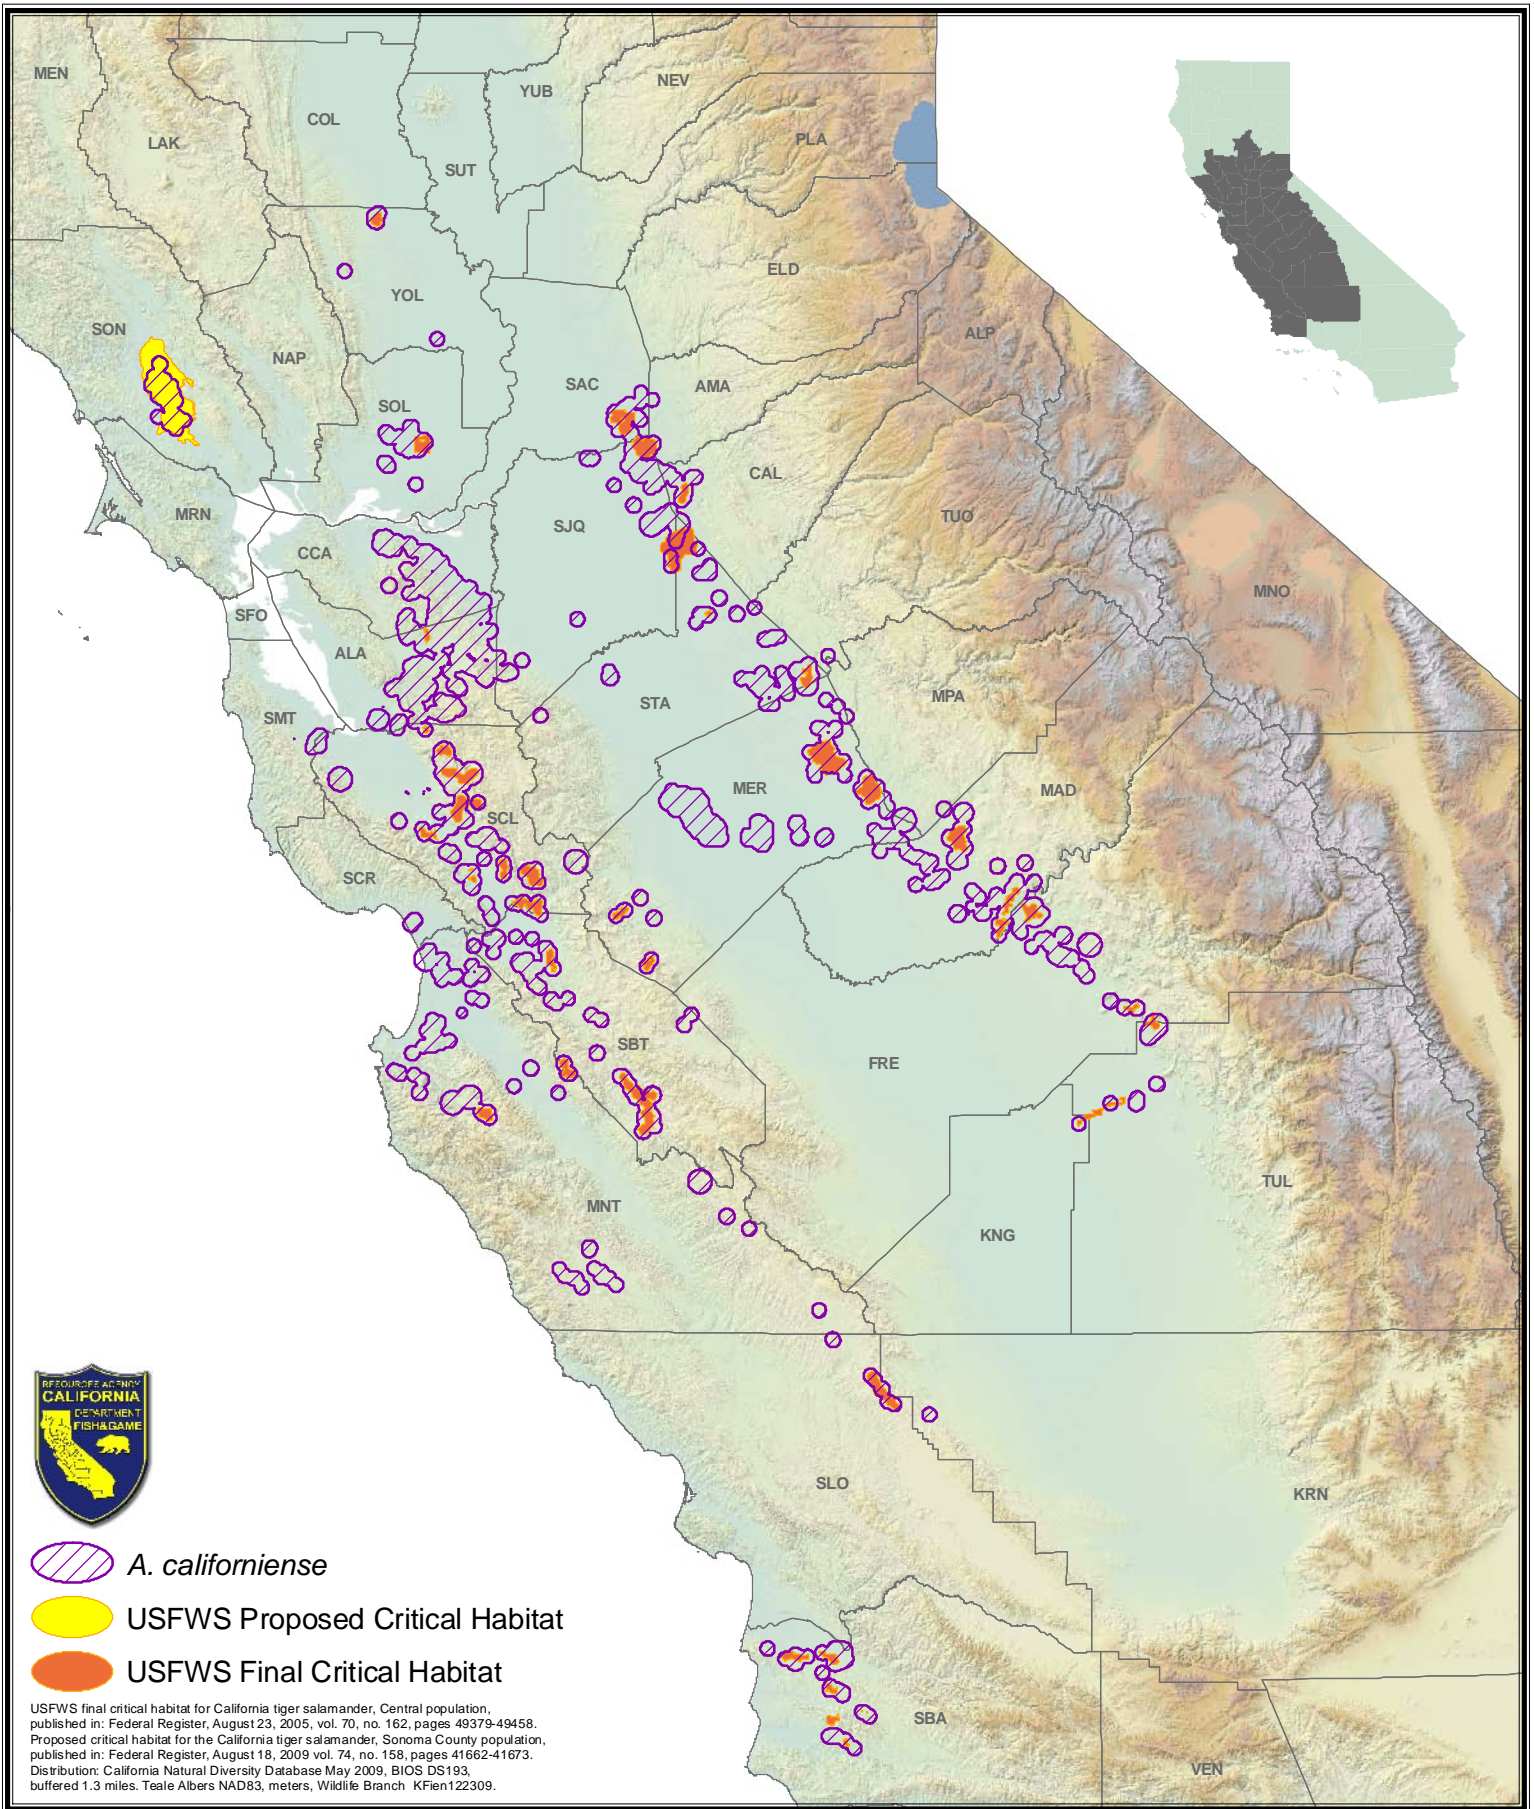 MEN
LAK
COL
SUT
YUB
NEV
PLA
YOL
ELD
SON
NAP
ALP
SOL
SAC
AMA
CAL
MRN
CCA
SJQ
TUO
SFO
MNO
ALA
STA
MPA
SMT
MER
MAD
SCL
SCR
SBT
FRE
TUL
MNT
KNG
SLO
KRN
SBA
VEN
RESOURCES AGENCY
CALIFORNIA
DEPARTMENT
FISH&GAME
A. californiense
USFWS Proposed Critical Habitat
USFWS Final Critical Habitat
USFWS final critical habitat for California tiger salamander, Central population,
published in: Federal Register, August 23, 2005, vol. 70, no. 162, pages 49379-49458.
Proposed critical habitat for the California tiger salamander, Sonoma County population,
published in: Federal Register, August 18, 2009 vol. 74, no. 158, pages 41662-41673.
Distribution: California Natural Diversity Database May 2009, BIOS DS193,
buffered 1.3 miles. Teale Albers NAD83, meters, Wildlife Branch KFien122309.